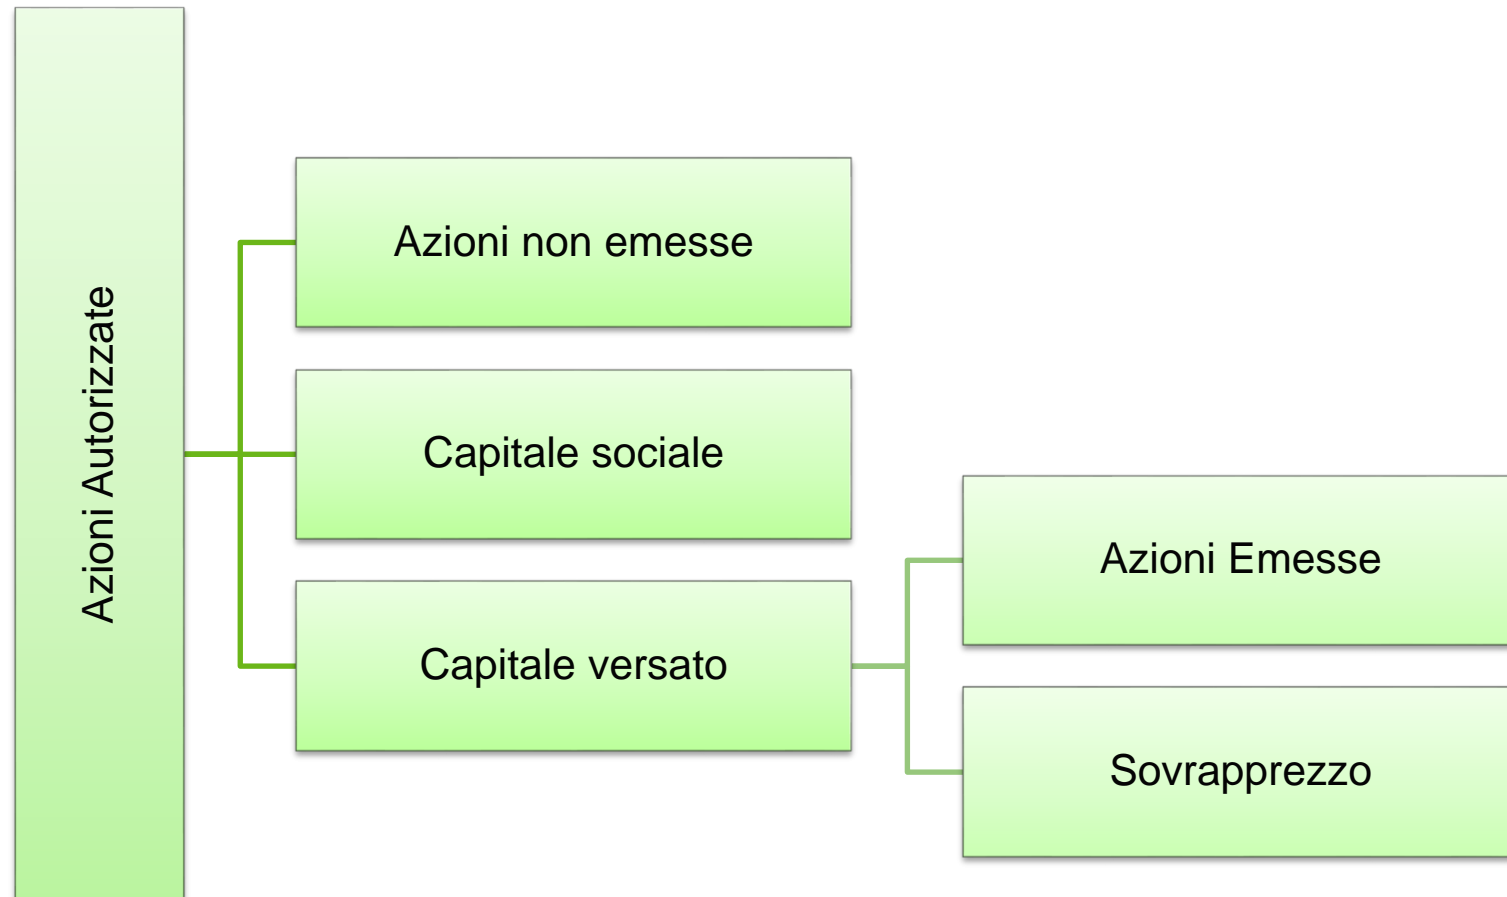 Azioni Autorizzate
Azioni non emesse
Capitale sociale
Capitale versato
Azioni Emesse
Sovrapprezzo